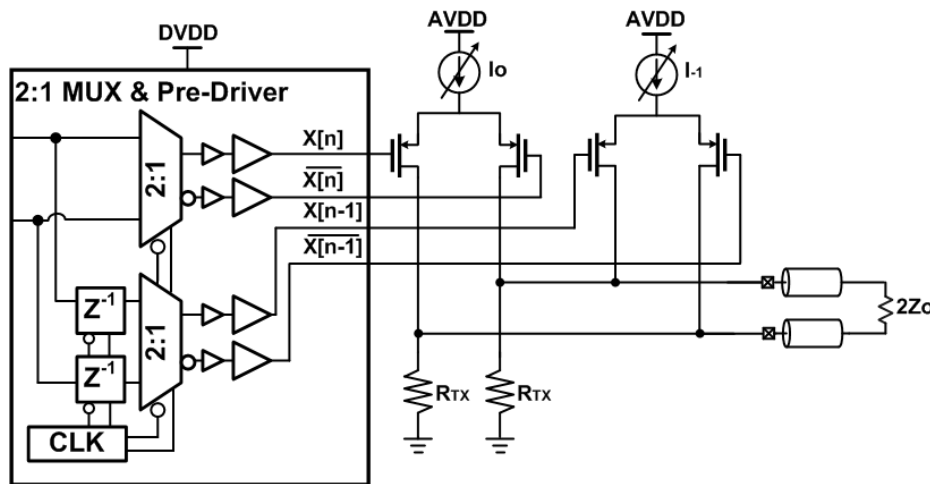 DVDD
AVDD
AVDD
Io
I-1
2:1 MUX & Pre-Driver
2:1
X[n]
X[n]
X[n-1]
X[n-1]
2:1
Z-1
Z-1
CLK
RTX
RTX
2Zo